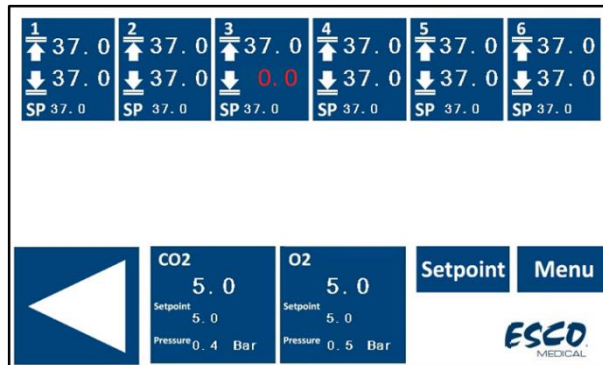 1 37.0 37.0 SP 37.0
2 37.0 37.0 SP 37.0
3 37.0 0.0 SP 37.0
4 37.0 37.0 SP 37.0
5 37.0 37.0 SP 37.0
6 37.0 37.0 SP 37.0
CO2
5.0
Setpoint
5.0
Pressure 0.4 Bar
O2
5.0
Setpoint
5.0
Pressure 0.5 Bar
Setpoint
Menu
ESCO
MEDICAL